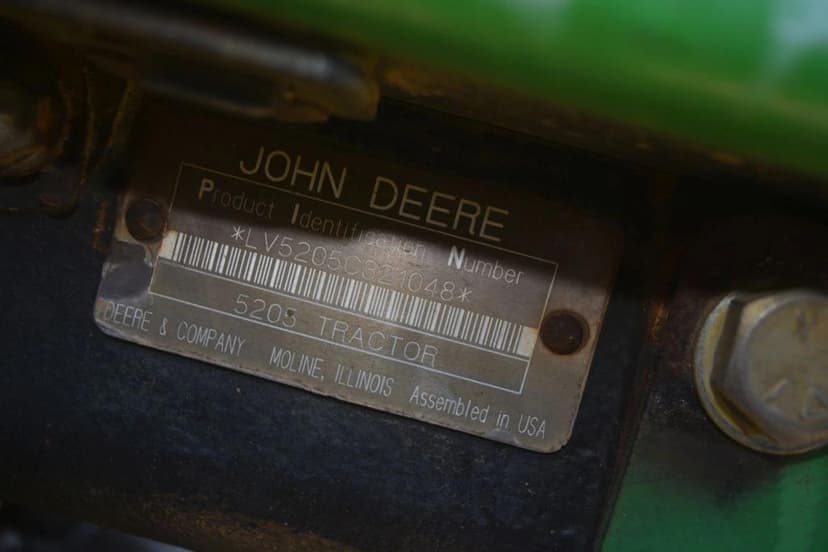 JOHN DEERE
Product Identification Number
*LV5205C321048*
5205 TRACTOR
DEERE & COMPANY MOLINE, ILLINOIS Assembled in USA